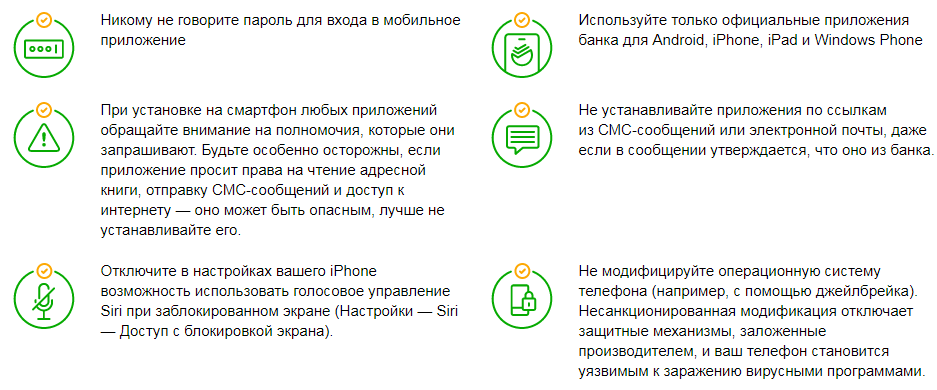 Никому не говорите пароль для входа в мобильное
приложение
Используйте только официальные приложения
банка для Android, iPhone, iPad и Windows Phone
При установке на смартфон любых приложений
обращайте внимание на полномочия, которые они
запрашивают. Будьте особенно осторожны, если
приложение просит права на чтение адресной
книги, отправку СМС-сообщений и доступ к
интернету — оно может быть опасным, лучше не
устанавливайте его.
Не устанавливайте приложения по ссылкам
из СМС-сообщений или электронной почты, даже
если в сообщении утверждается, что оно из банка.
Отключите в настройках вашего iPhone
возможность использовать голосовое управление
Siri при заблокированном экране (Настройки — Siri
— Доступ с блокировкой экрана).
Не модифицируйте операционную систему
телефона (например, с помощью джейлбрейка).
Несанкционированная модификация отключает
защитные механизмы, заложенные
производителем, и ваш телефон становится
уязвимым к заражению вирусными программами.